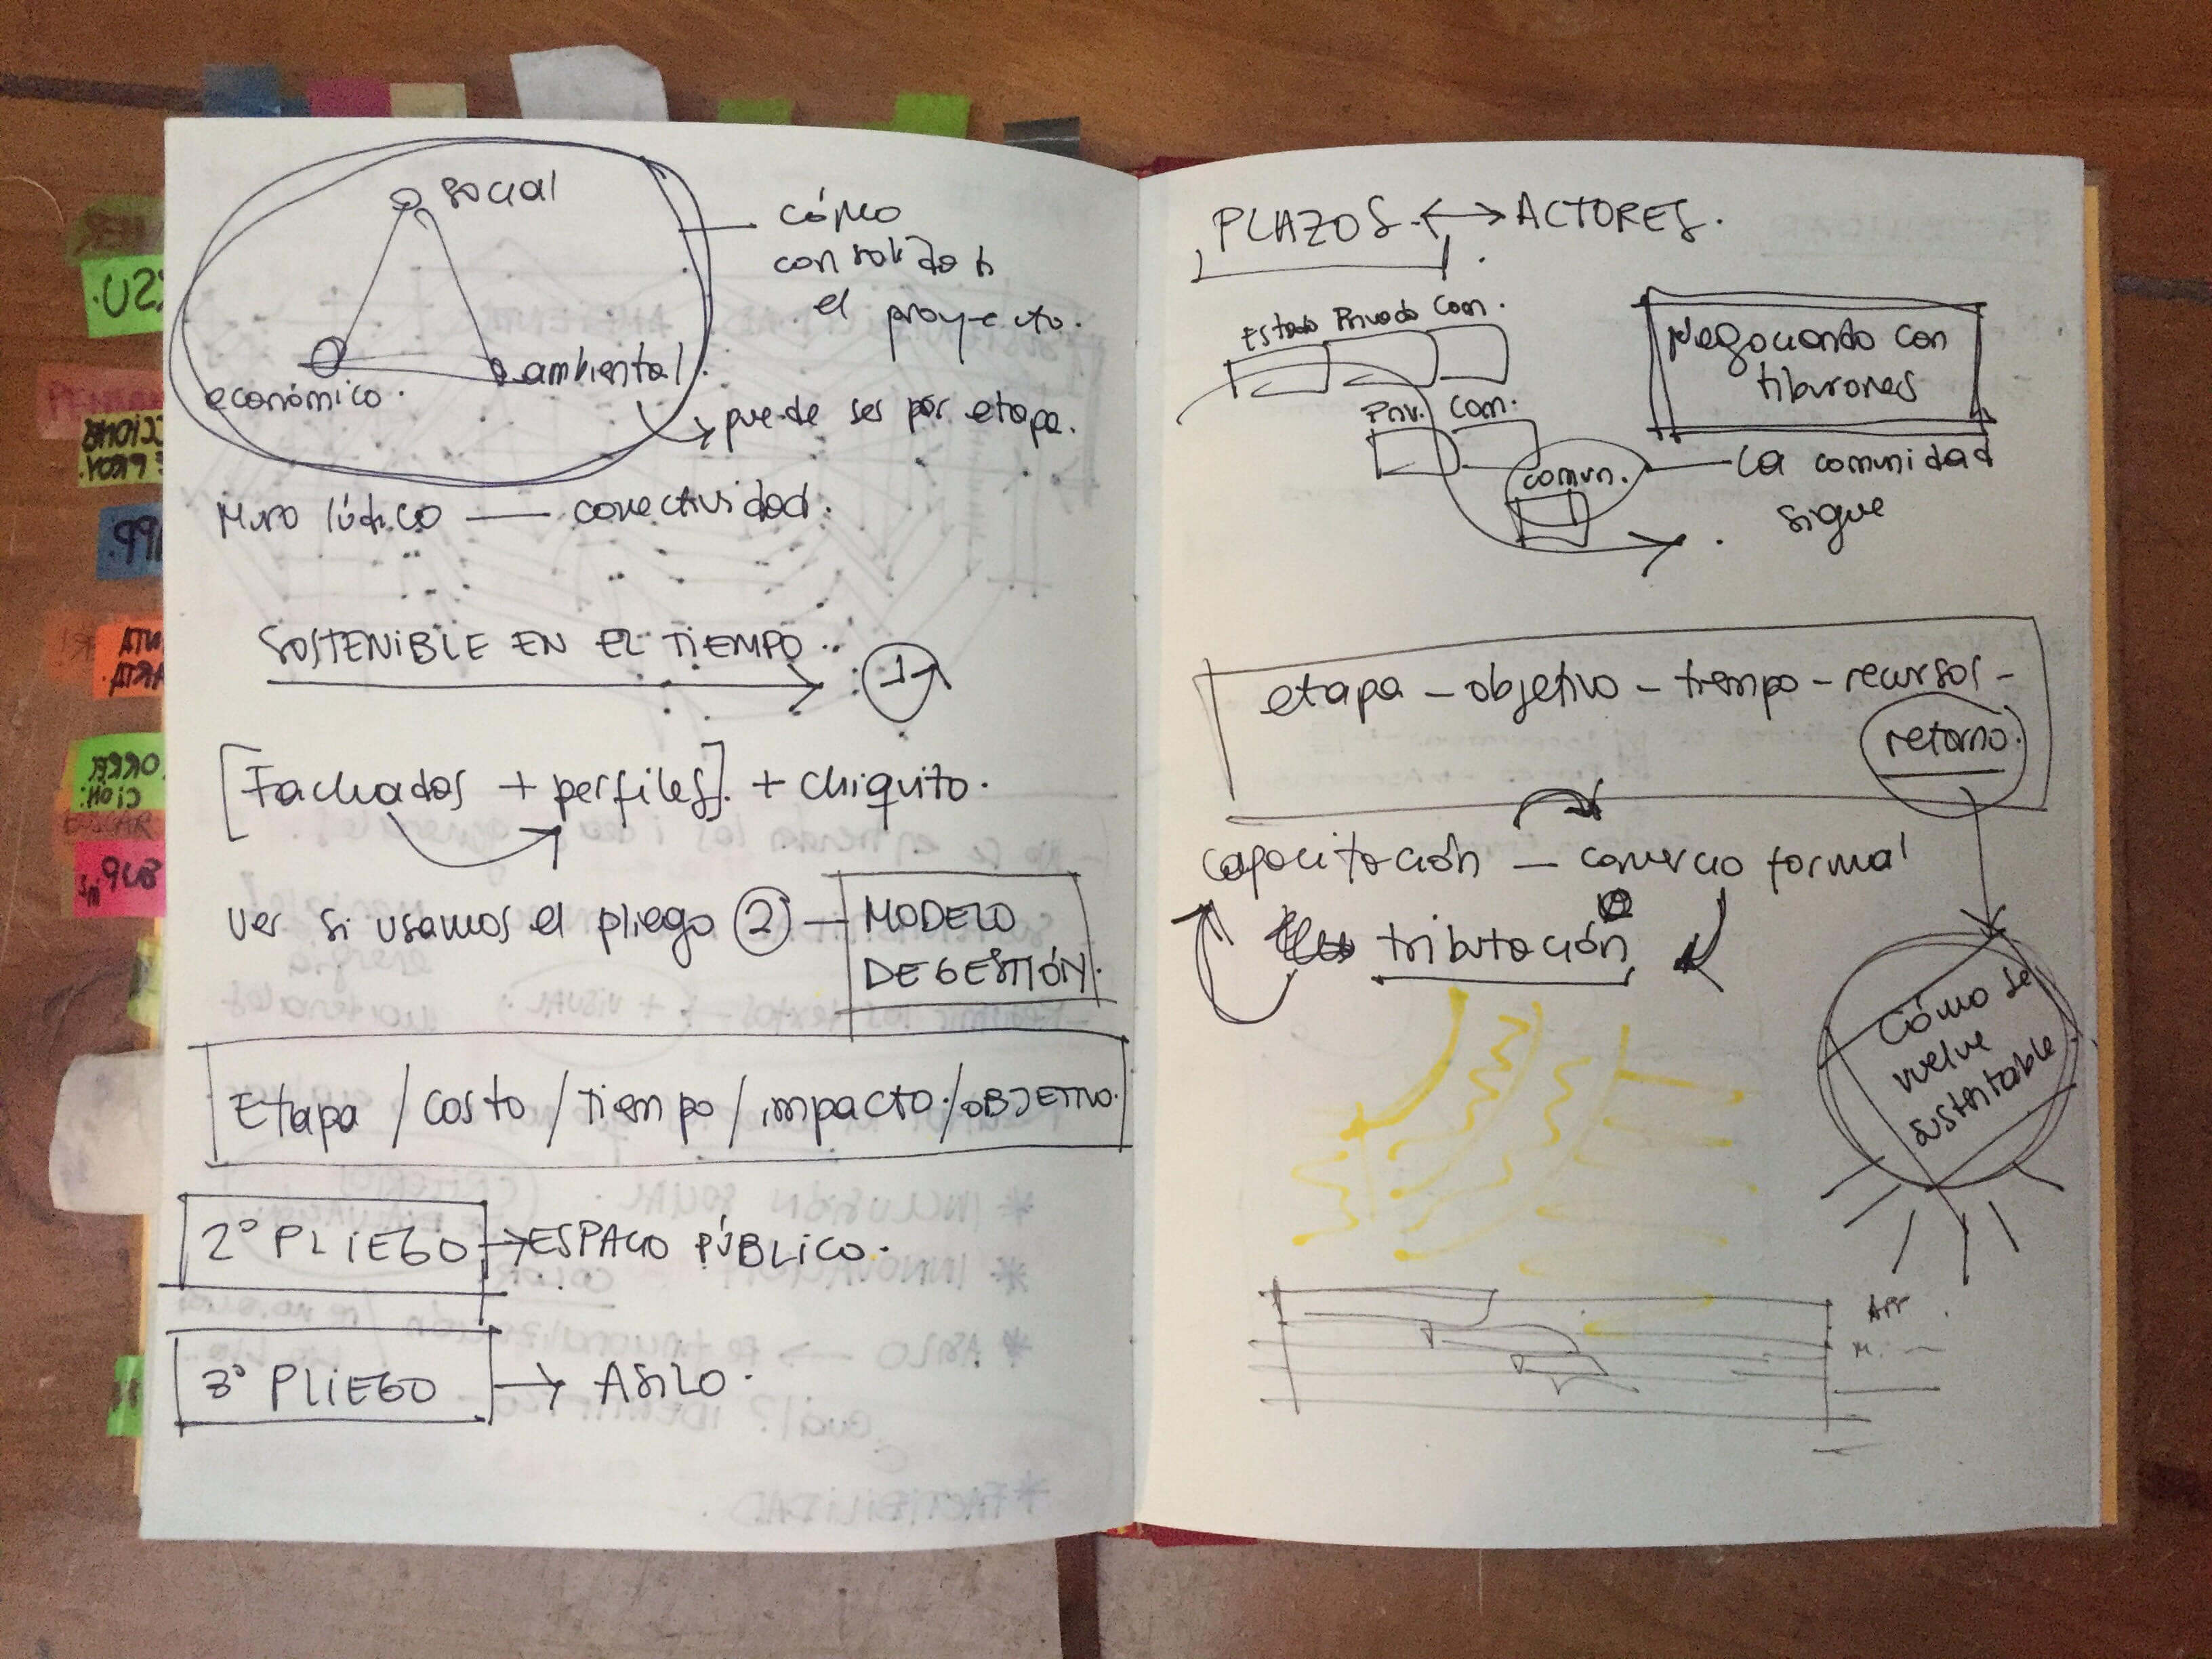 social
económico.
ambiental.
cómo
consolidar
el proyecto.
puede ser por etapa.
Muro lúdico — conectividad.
SOSTENIBLE EN EL TIEMPO.
1
[Fachadas + perfiles] + chiquito.
ver si usamos el pliego 2 — MODELO
DE GESTIÓN.
Etapa / costo / Tiempo / impacto / OBJETIVO.
2° PLIEGO → ESPACIO PÚBLICO.
3° PLIEGO → ASILO.
PLAZOS ↔ ACTORES.
Estado Privado Com.
Priv. Com.
comun.
Negociando con
tiburones
La comunidad
sigue
etapa – objetivo – tiempo – recursos –
retorno.
capacitación — comercio formal
tributación
Cómo se
vuelve
sustentable